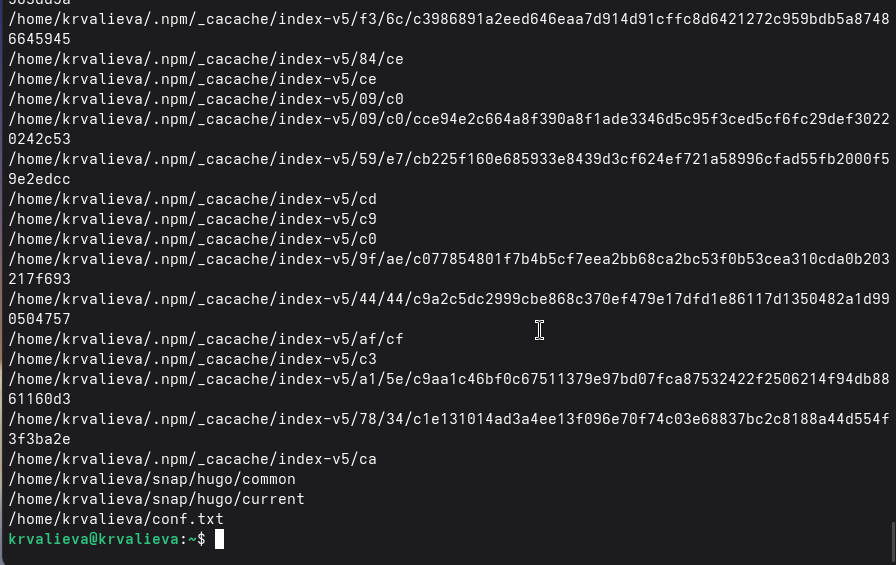 /home/krvalieva/.npm/_cacache/index-v5/f3/6c/c3986891a2eed646eaa7d914d91cffc8d6421272c959bdb5a8748
6645945
/home/krvalieva/.npm/_cacache/index-v5/84/ce
/home/krvalieva/.npm/_cacache/index-v5/ce
/home/krvalieva/.npm/_cacache/index-v5/09/c0
/home/krvalieva/.npm/_cacache/index-v5/09/c0/cce94e2c664a8f390a8f1ade3346d5c95f3ced5cf6fc29def3022
0242c53
/home/krvalieva/.npm/_cacache/index-v5/59/e7/cb225f160e685933e8439d3cf624ef721a58996cfad55fb2000f5
9e2edcc
/home/krvalieva/.npm/_cacache/index-v5/cd
/home/krvalieva/.npm/_cacache/index-v5/c9
/home/krvalieva/.npm/_cacache/index-v5/c0
/home/krvalieva/.npm/_cacache/index-v5/9f/ae/c077854801f7b4b5cf7eea2bb68ca2bc53f0b53cea310cda0b203
217f693
/home/krvalieva/.npm/_cacache/index-v5/44/44/c9a2c5dc2999cbe868c370ef479e17dfd1e86117d1350482a1d99
0504757
/home/krvalieva/.npm/_cacache/index-v5/af/cf
/home/krvalieva/.npm/_cacache/index-v5/c3
/home/krvalieva/.npm/_cacache/index-v5/a1/5e/c9aa1c46bf0c67511379e97bd07fca87532422f2506214f94db88
61160d3
/home/krvalieva/.npm/_cacache/index-v5/78/34/c1e131014ad3a4ee13f096e70f74c03e68837bc2c8188a44d554f
3f3ba2e
/home/krvalieva/.npm/_cacache/index-v5/ca
/home/krvalieva/snap/hugo/common
/home/krvalieva/snap/hugo/current
/home/krvalieva/conf.txt
krvalieva@krvalieva:~$